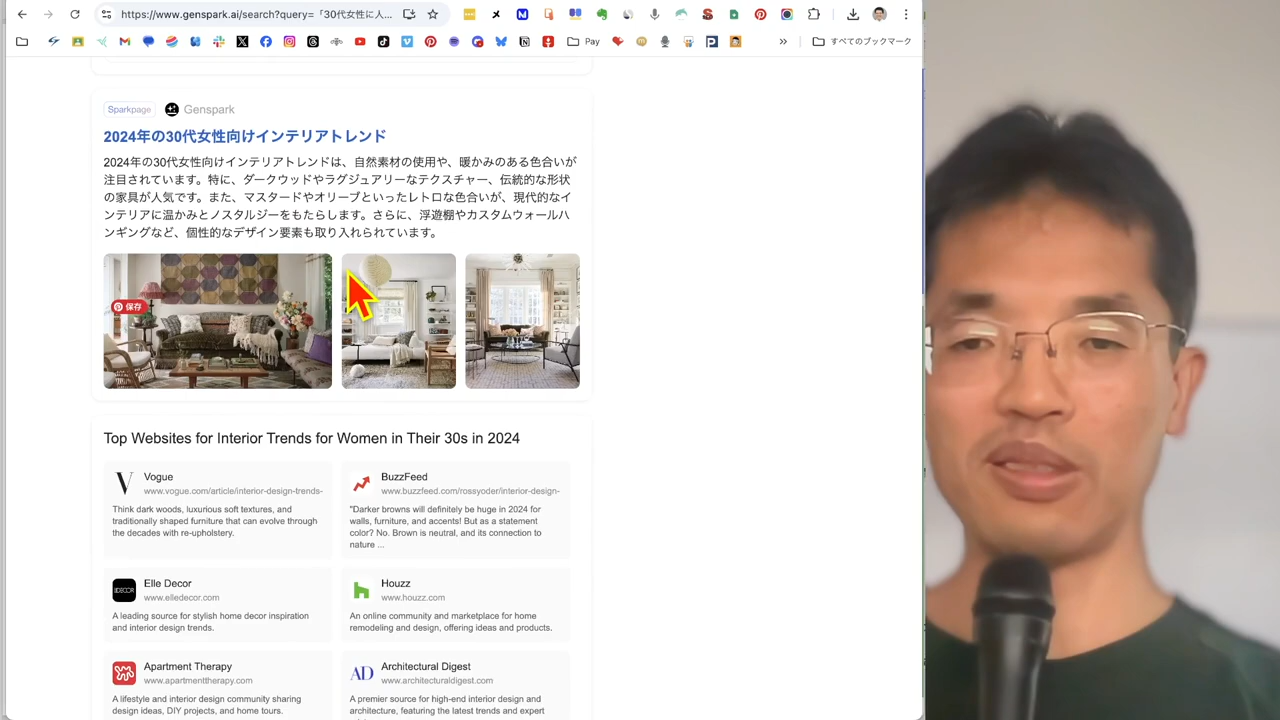 https://www.genspark.ai/search?query=「30代女性に人...
Pay
»
すべてのブックマーク
Sparkpage
Genspark
2024年の30代女性向けインテリアトレンド
2024年の30代女性向けインテリアトレンドは、自然素材の使用や、暖かみのある色合いが
注目されています。特に、ダークウッドやラグジュアリーなテクスチャー、伝統的な形状
の家具が人気です。また、マスタードやオリーブといったレトロな色合いが、現代的なイ
ンテリアに温かみとノスタルジーをもたらします。さらに、浮遊棚やカスタムウォールハ
ンギングなど、個性的なデザイン要素も取り入れられています。
保存
Top Websites for Interior Trends for Women in Their 30s in 2024
Vogue
www.vogue.com/article/interior-design-trends-
Think dark woods, luxurious soft textures, and
traditionally shaped furniture that can evolve through
the decades with re-upholstery.
BuzzFeed
www.buzzfeed.com/rossyoder/interior-design-
"Darker browns will definitely be huge in 2024 for
walls, furniture, and accents! But as a statement
color? No. Brown is neutral, and its connection to
nature ...
Elle Decor
www.elledecor.com
A leading source for stylish home decor inspiration
and interior design trends.
Houzz
www.houzz.com
An online community and marketplace for home
remodeling and design, offering ideas and products.
Apartment Therapy
www.apartmenttherapy.com
A lifestyle and interior design community sharing
design ideas, DIY projects, and home tours.
AD
Architectural Digest
www.architecturaldigest.com
A premier source for high-end interior design and
architecture, featuring the latest trends and expert